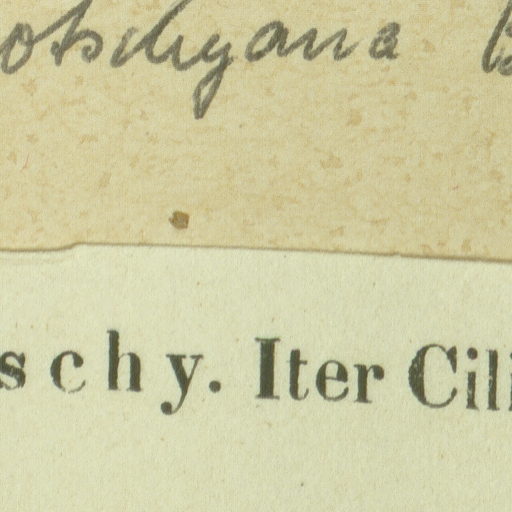 otschyana B
schy. Iter Cili